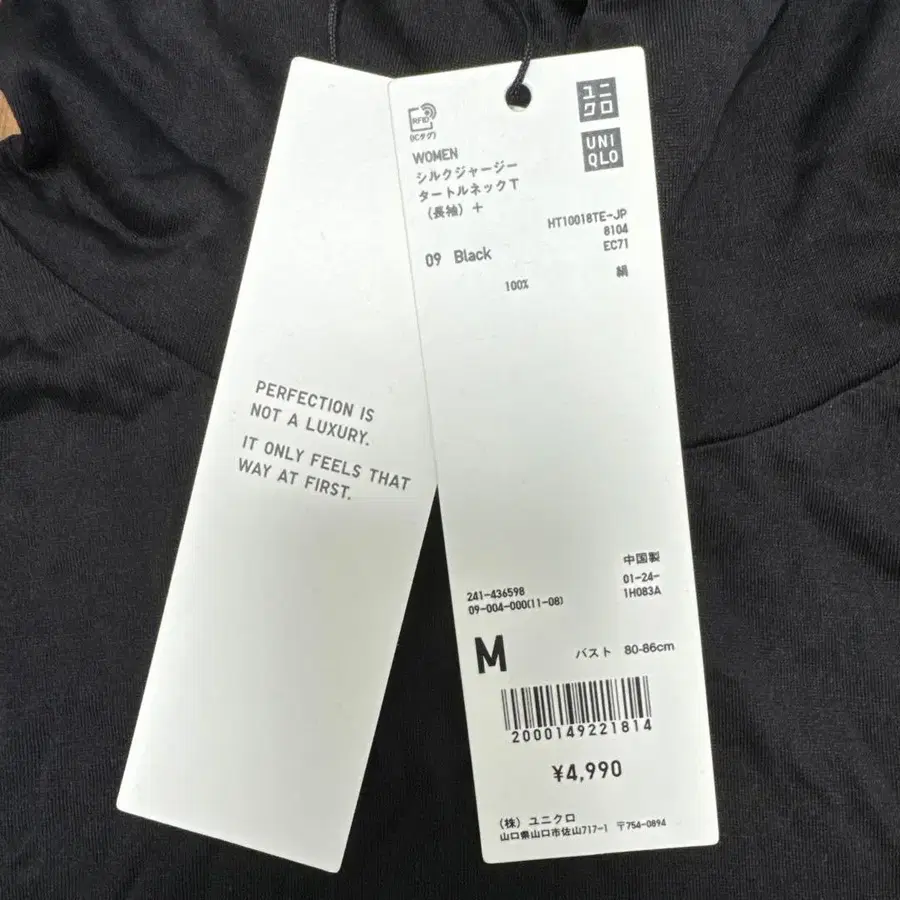 PERFECTION IS
NOT A LUXURY.
IT ONLY FEELS THAT
WAY AT FIRST.
RFID
(ICタグ)
ユニ
クロ
UNI
QLO
WOMEN
シルクジャージー
タートルネックT
（長袖）＋
HT10018TE-JP
8104
EC71
09 Black
100% 絹
中国製
241-436598 01-24-
09-004-000(11-08) 1H083A
M バスト 80-86cm
2000149221814
¥4,990
（株）ユニクロ
山口県山口市佐山717-1 〒754-0894